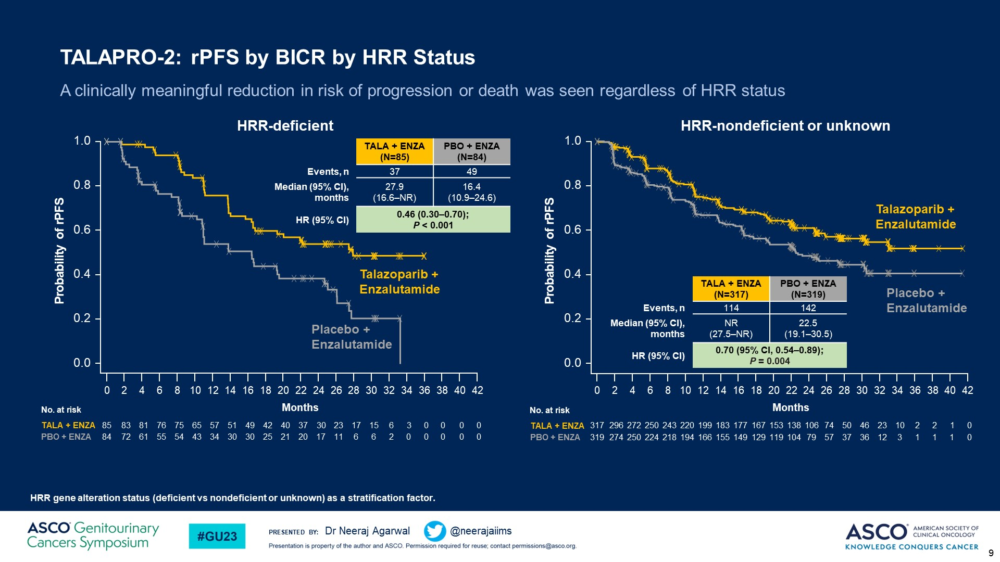 TALAPRO-2: rPFS by BICR by HRR Status
A clinically meaningful reduction in risk of progression or death was seen regardless of HRR status
HRR-deficient
Probability of rPFS
1.0
0.8
0.6
0.4
0.2
0.0
TALA + ENZA (N=85) PBO + ENZA (N=84)
Events, n 37 49
Median (95% CI), months 27.9 (16.6–NR) 16.4 (10.9–24.6)
HR (95% CI) 0.46 (0.30–0.70); P < 0.001
Talazoparib +
Enzalutamide
Placebo +
Enzalutamide
0 2 4 6 8 10 12 14 16 18 20 22 24 26 28 30 32 34 36 38 40 42
Months
No. at risk
TALA + ENZA 85 83 81 76 75 65 57 51 49 42 40 37 30 23 17 15 6 3 0 0 0 0
PBO + ENZA 84 72 61 55 54 43 34 30 30 25 21 20 17 11 6 6 2 0 0 0 0 0
HRR-nondeficient or unknown
Probability of rPFS
1.0
0.8
0.6
0.4
0.2
0.0
Talazoparib +
Enzalutamide
Placebo +
Enzalutamide
TALA + ENZA (N=317) PBO + ENZA (N=319)
Events, n 114 142
Median (95% CI), months NR (27.5–NR) 22.5 (19.1–30.5)
HR (95% CI) 0.70 (95% CI, 0.54–0.89); P = 0.004
0 2 4 6 8 10 12 14 16 18 20 22 24 26 28 30 32 34 36 38 40 42
Months
No. at risk
TALA + ENZA 317 296 272 250 243 220 199 183 177 167 153 138 106 74 50 46 23 10 2 2 1 0
PBO + ENZA 319 274 250 224 218 194 166 155 149 129 119 104 79 57 37 36 12 3 1 1 1 0
HRR gene alteration status (deficient vs nondeficient or unknown) as a stratification factor.
ASCO® Genitourinary
Cancers Symposium
#GU23
PRESENTED BY: Dr Neeraj Agarwal @neerajaiims
Presentation is property of the author and ASCO. Permission required for reuse; contact permissions@asco.org.
ASCO® AMERICAN SOCIETY OF
CLINICAL ONCOLOGY
KNOWLEDGE CONQUERS CANCER
9